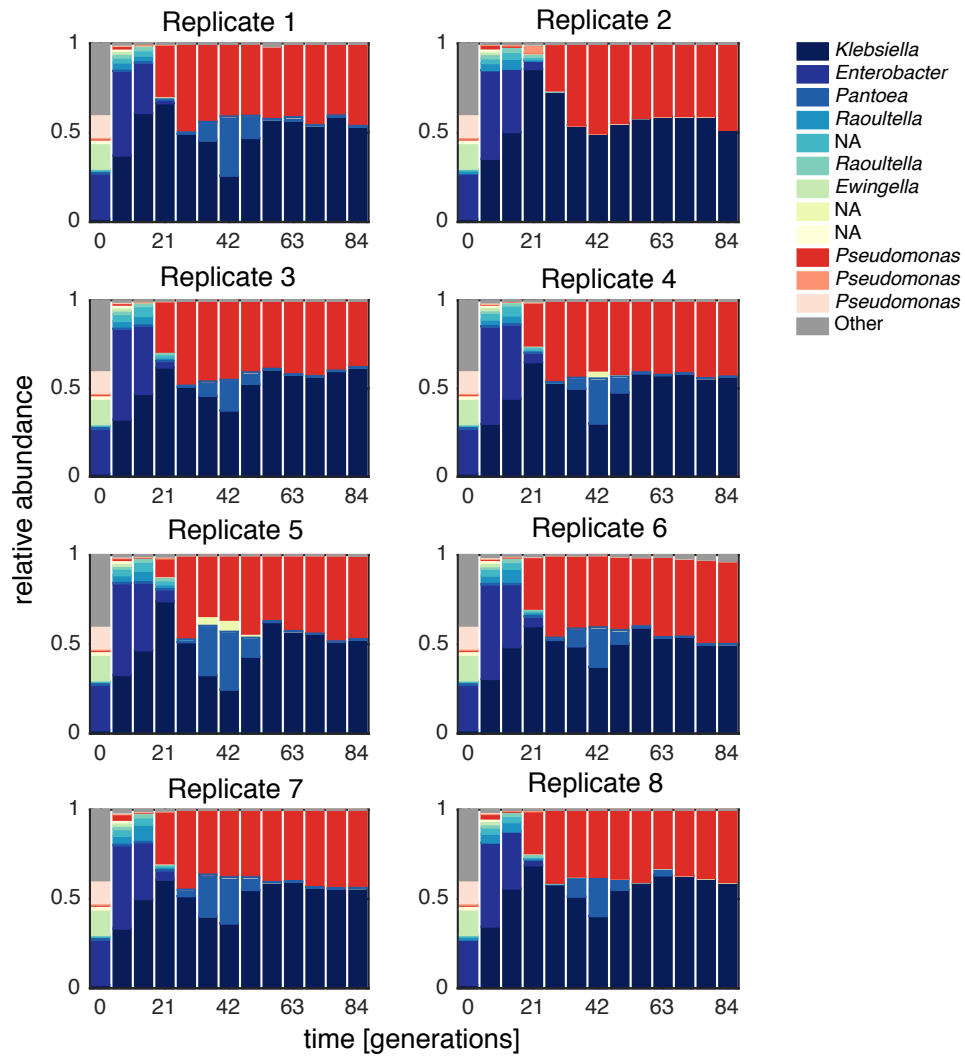 Replicate 1
Replicate 2
1
0.5
0
0
21
42
63
84
1
0.5
0
0
21
42
63
84
Klebsiella
Enterobacter
Pantoea
Raoultella
NA
Raoultella
Ewingella
NA
NA
Pseudomonas
Pseudomonas
Pseudomonas
Other
Replicate 3
Replicate 4
1
0.5
0
0
21
42
63
84
1
0.5
0
0
21
42
63
84
relative abundance
Replicate 5
Replicate 6
1
0.5
0
0
21
42
63
84
1
0.5
0
0
21
42
63
84
Replicate 7
Replicate 8
1
0.5
0
0
21
42
63
84
1
0.5
0
0
21
42
63
84
time [generations]